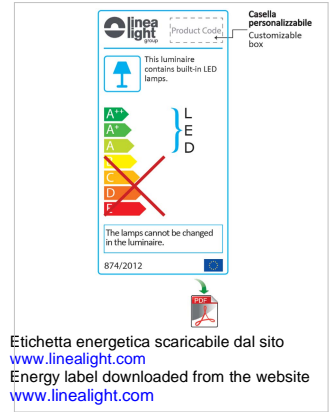 linea
light
group
Product Code
Casella
personalizzabile
Customizable
box
This luminaire
contains built-in LED
lamps.
A++
A+
A
C
D
E
L
E
D
The lamps cannot be changed
in the luminaire.
874/2012
PDF
Etichetta energetica scaricabile dal sito
www.linealight.com
Energy label downloaded from the website
www.linealight.com